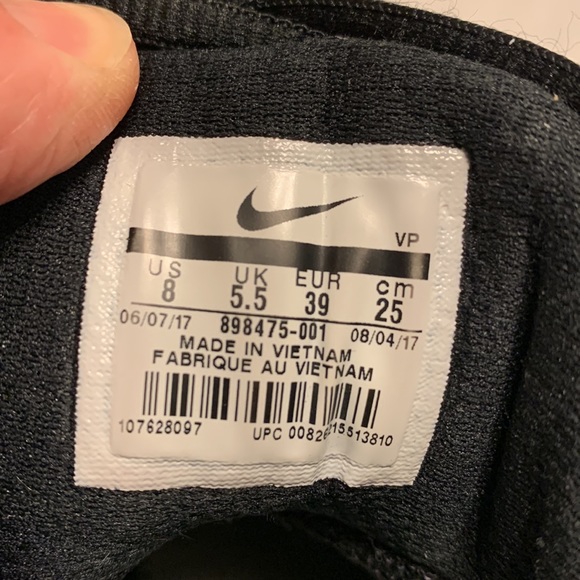 VP
US UK EUR cm
8 5.5 39 25
06/07/17 898475-001 08/04/17
MADE IN VIETNAM
FABRIQUE AU VIETNAM
107628097 UPC